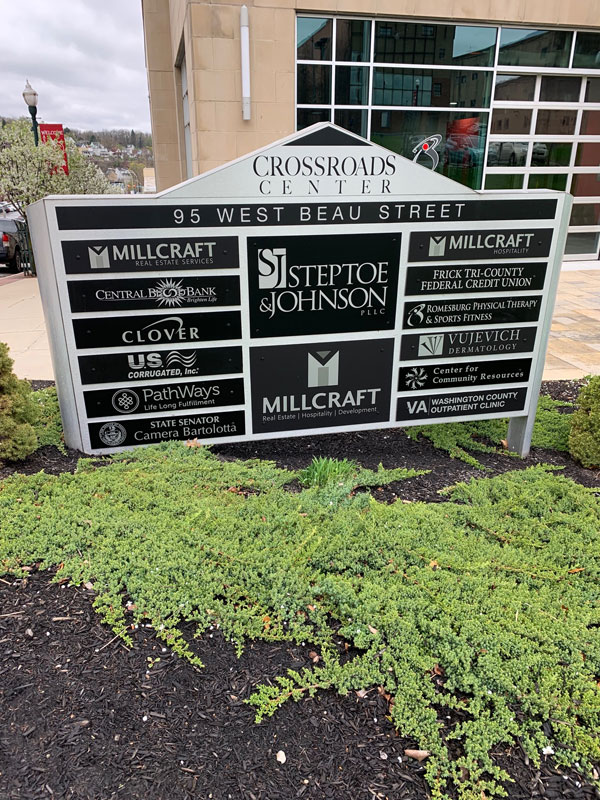 CROSSROADS
CENTER
95 WEST BEAU STREET
MILLCRAFT
REAL ESTATE SERVICES
CENTRAL BANK
Brighten Life
CLOVER
U.S.
CORRUGATED, Inc.
PathWays
Life Long Fulfillment
STATE SENATOR
Camera Bartolotta
SJ STEPTOE
& JOHNSON
PLLC
MILLCRAFT
Real Estate | Hospitality | Development
MILLCRAFT
HOSPITALITY
FRICK TRI-COUNTY
FEDERAL CREDIT UNION
ROMESBURG PHYSICAL THERAPY
& SPORTS FITNESS
VUJEVICH
DERMATOLOGY
Center for
Community Resources
VA WASHINGTON COUNTY
OUTPATIENT CLINIC
WELCOME